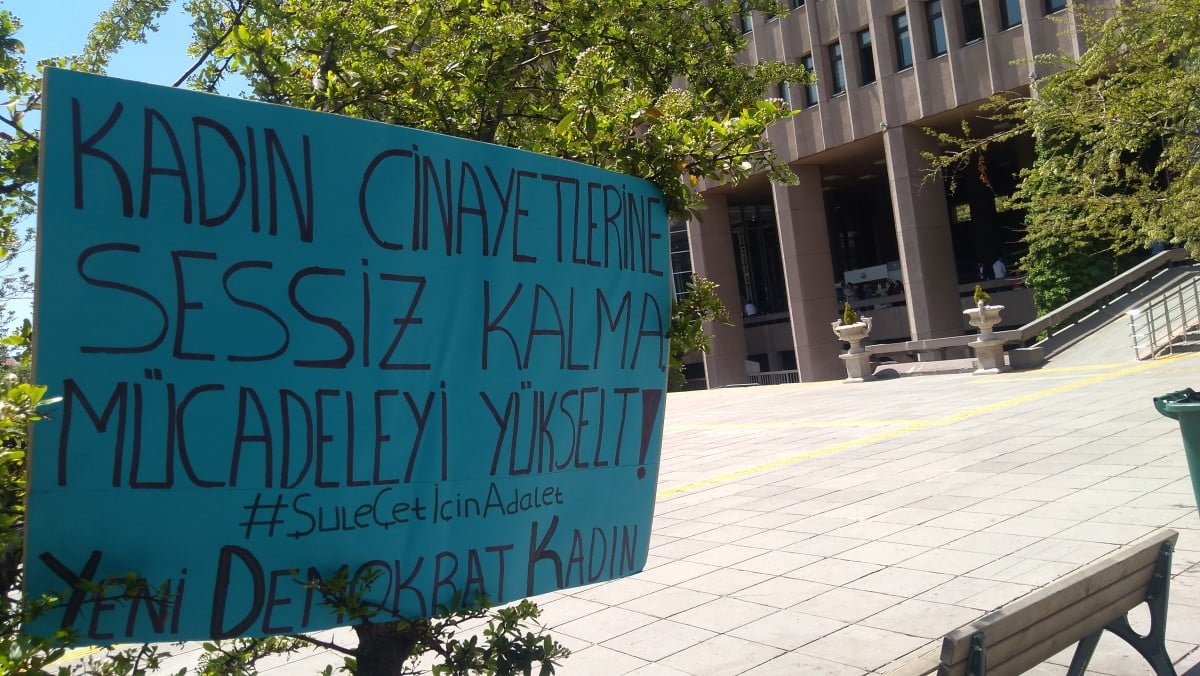 KADIN CİNAYETLERİNE
SESSİZ KALMA,
MÜCADELEYİ YÜKSELT!
#ŞuleÇetİçinAdalet
YENİ DEMOKRAT KADIN